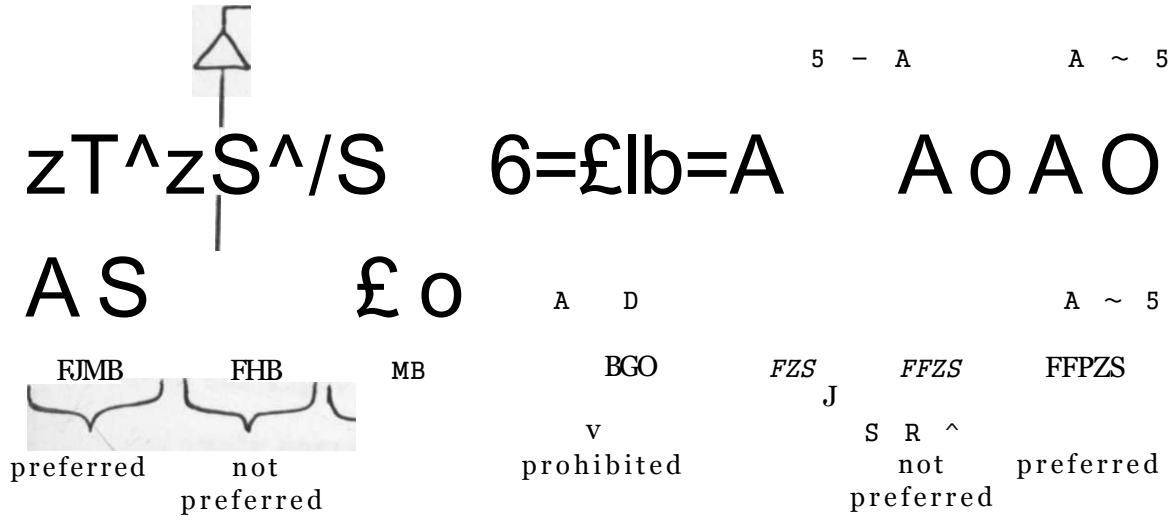 5 – A A ~ 5
zT^zS^/S 6=£lb=A A o A O
A S £ o A D A ~ 5
FJMB FHB MB BGO FZS FFZS FFPZS
J
v S R ^
preferred not prohibited not preferred
preferred preferred